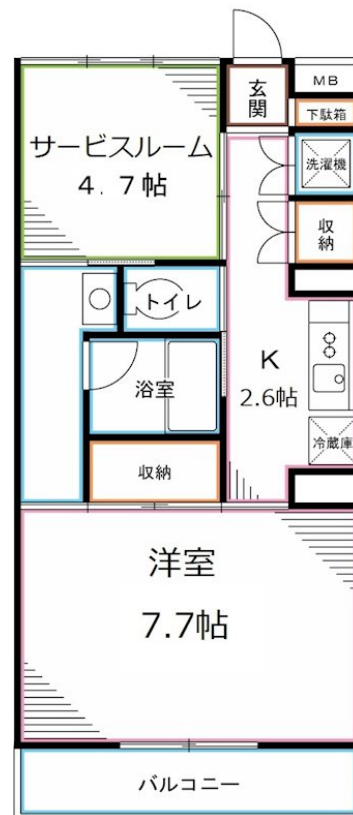 玄関
MB
下駄箱
サービスルーム
4.7帖
洗濯機
収納
トイレ
K
2.6帖
浴室
冷蔵庫
収納
洋室
7.7帖
バルコニー